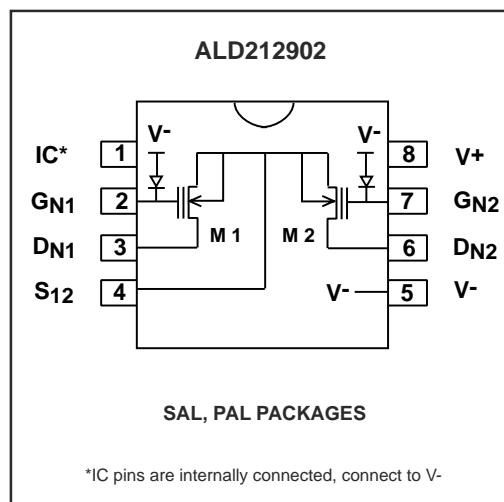 ALD212902
IC* 1 V- V- 8 V+
GN1 2 7 GN2
DN1 3 M 1 M 2 6 DN2
S12 4 V- 5 V-
SAL, PAL PACKAGES
*IC pins are internally connected, connect to V-